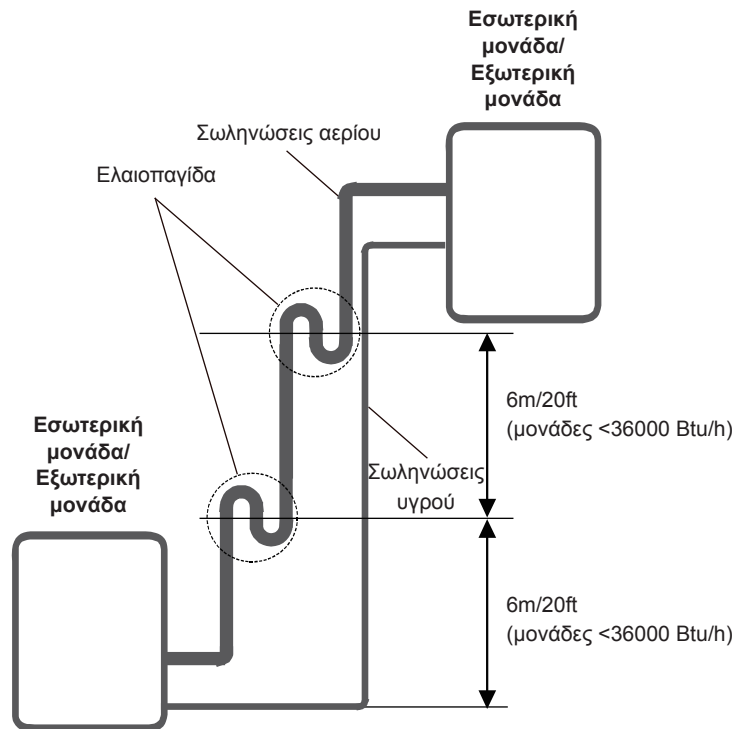 Εσωτερική
μονάδα/
Εξωτερική
μονάδα
Σωληνώσεις αερίου
Ελαιοπαγίδα
6m/20ft
(μονάδες <36000 Btu/h)
Εσωτερική
μονάδα/
Εξωτερική
μονάδα
Σωληνώσεις
υγρού
6m/20ft
(μονάδες <36000 Btu/h)